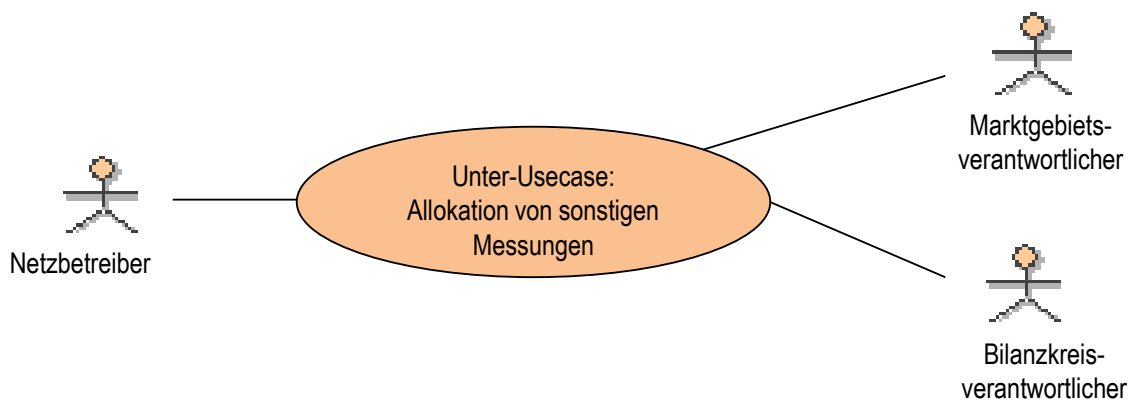 Netzbetreiber
Unter-Usecase:
Allokation von sonstigen
Messungen
Marktgebiets-
verantwortlicher
Bilanzkreis-
verantwortlicher